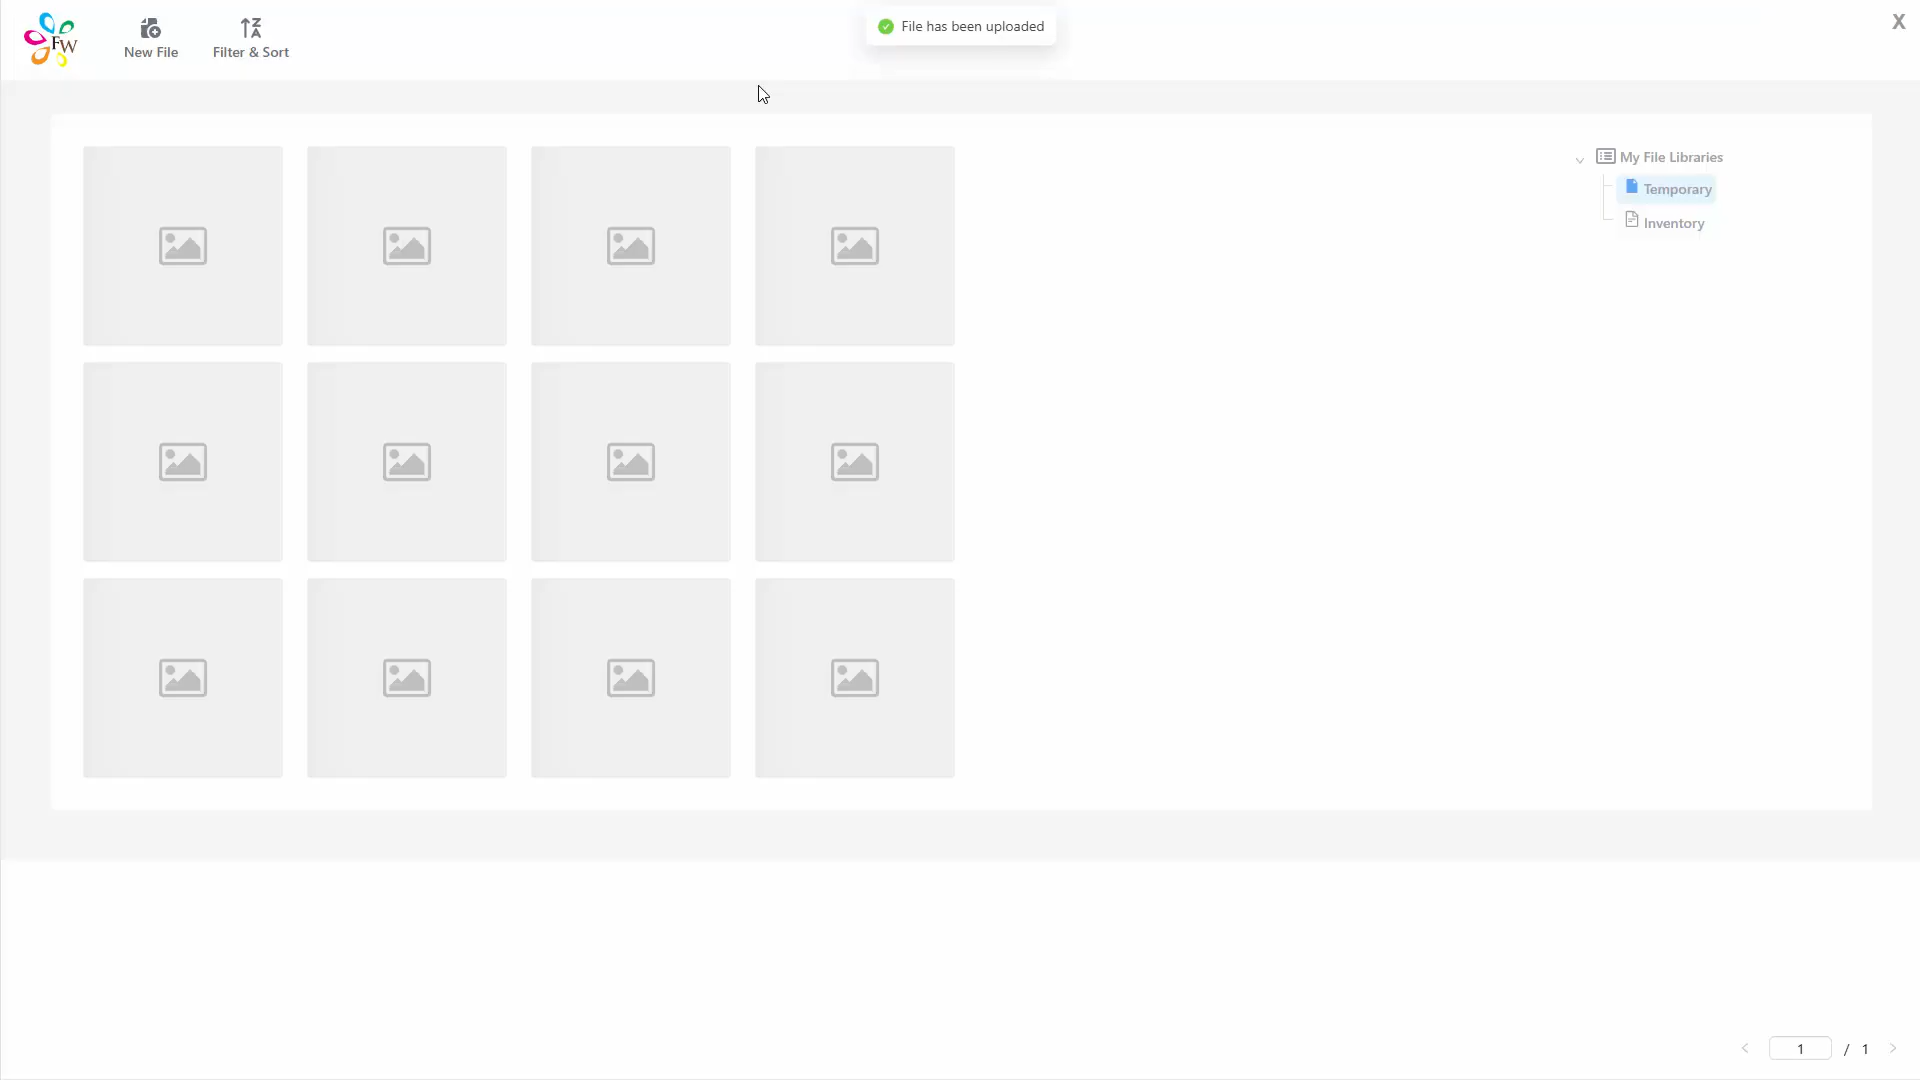 FW
New File
Filter & Sort
File has been uploaded
X
My File Libraries
Temporary
Inventory
< 1 / 1 >